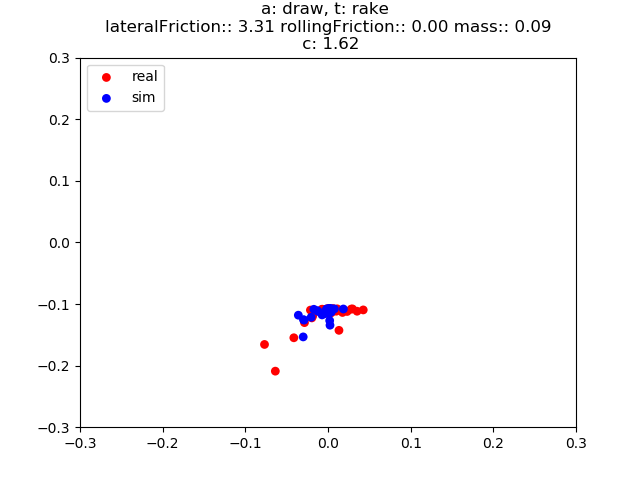 a: draw, t: rake
lateralFriction:: 3.31 rollingFriction:: 0.00 mass:: 0.09
c: 1.62
real
sim
0.3
0.2
0.1
0.0
−0.1
−0.2
−0.3
−0.3
−0.2
−0.1
0.0
0.1
0.2
0.3